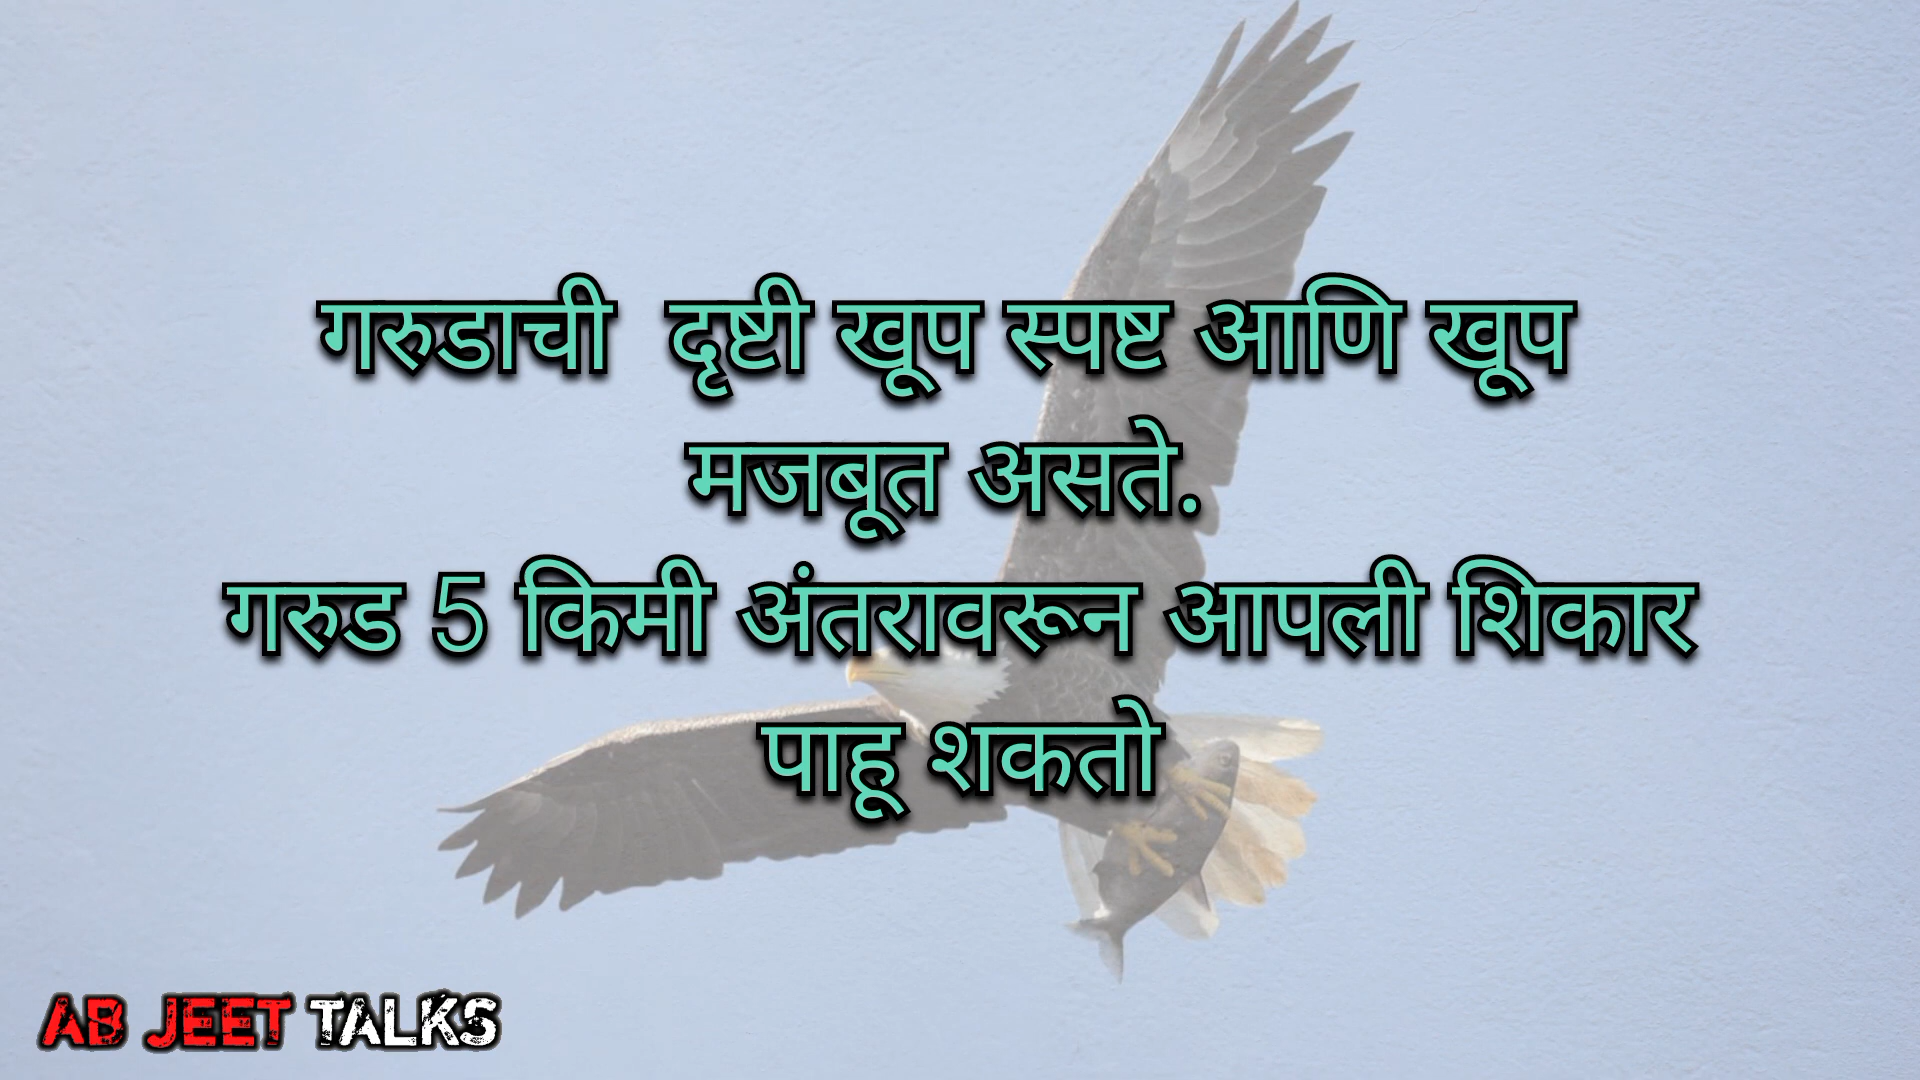 गरुडाची दृष्टी खूप स्पष्ट आणि खूप
मजबूत असते.
गरुड 5 किमी अंतरावरून आपली शिकार
पाहू शकतो
AB JEET TALKS